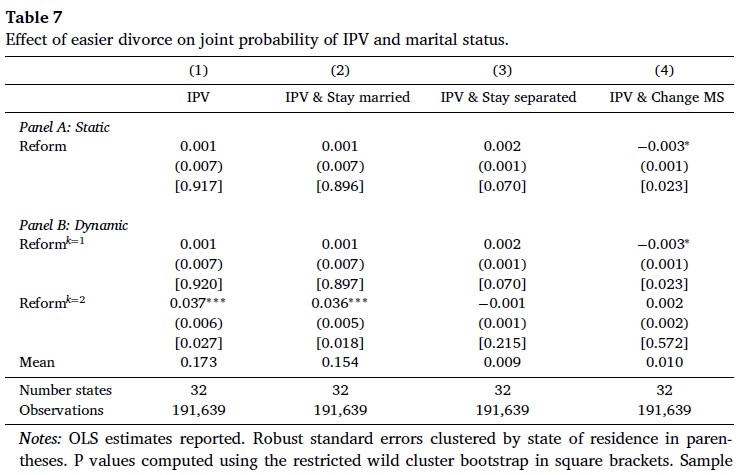 Table 7
Effect of easier divorce on joint probability of IPV and marital status.
(1) (2) (3) (4)
IPV IPV & Stay married IPV & Stay separated IPV & Change MS
Panel A: Static
Reform 0.001 0.001 0.002 −0.003*
(0.007) (0.007) (0.001) (0.001)
[0.917] [0.896] [0.070] [0.023]
Panel B: Dynamic
Reformᵏ⁼¹ 0.001 0.001 0.002 −0.003*
(0.007) (0.007) (0.001) (0.001)
[0.920] [0.897] [0.070] [0.023]
Reformᵏ⁼² 0.037*** 0.036*** −0.001 0.002
(0.006) (0.005) (0.001) (0.002)
[0.027] [0.018] [0.215] [0.572]
Mean 0.173 0.154 0.009 0.010
Number states 32 32 32 32
Observations 191,639 191,639 191,639 191,639
Notes: OLS estimates reported. Robust standard errors clustered by state of residence in paren-
theses. P values computed using the restricted wild cluster bootstrap in square brackets. Sample